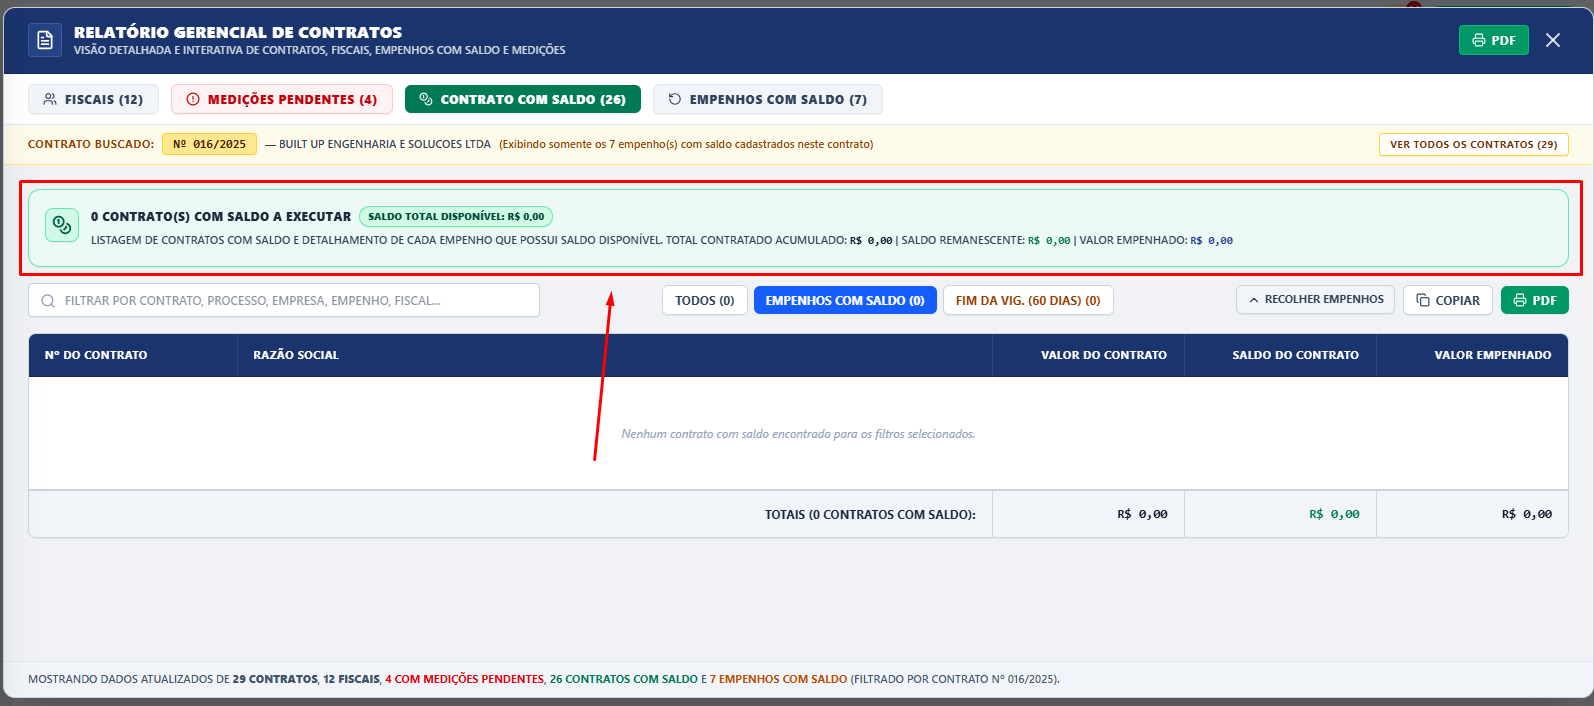 RELATÓRIO GERENCIAL DE CONTRATOS
VISÃO DETALHADA E INTERATIVA DE CONTRATOS, FISCAIS, EMPENHOS COM SALDO E MEDIÇÕES
PDF
FISCAIS (12)
MEDIÇÕES PENDENTES (4)
CONTRATO COM SALDO (26)
EMPENHOS COM SALDO (7)
CONTRATO BUSCADO: Nº 016/2025 — BUILT UP ENGENHARIA E SOLUCOES LTDA (Exibindo somente os 7 empenho(s) com saldo cadastrados neste contrato)
VER TODOS OS CONTRATOS (29)
0 CONTRATO(S) COM SALDO A EXECUTAR SALDO TOTAL DISPONÍVEL: R$ 0,00
LISTAGEM DE CONTRATOS COM SALDO E DETALHAMENTO DE CADA EMPENHO QUE POSSUI SALDO DISPONÍVEL. TOTAL CONTRATADO ACUMULADO: R$ 0,00 | SALDO REMANESCENTE: R$ 0,00 | VALOR EMPENHADO: R$ 0,00
FILTRAR POR CONTRATO, PROCESSO, EMPRESA, EMPENHO, FISCAL...
TODOS (0)
EMPENHOS COM SALDO (0)
FIM DA VIG. (60 DIAS) (0)
RECOLHER EMPENHOS
COPIAR
PDF
Nº DO CONTRATO
RAZÃO SOCIAL
VALOR DO CONTRATO
SALDO DO CONTRATO
VALOR EMPENHADO
Nenhum contrato com saldo encontrado para os filtros selecionados.
TOTAIS (0 CONTRATOS COM SALDO):
R$ 0,00
R$ 0,00
R$ 0,00
MOSTRANDO DADOS ATUALIZADOS DE 29 CONTRATOS, 12 FISCAIS, 4 COM MEDIÇÕES PENDENTES, 26 CONTRATOS COM SALDO E 7 EMPENHOS COM SALDO (FILTRADO POR CONTRATO Nº 016/2025).